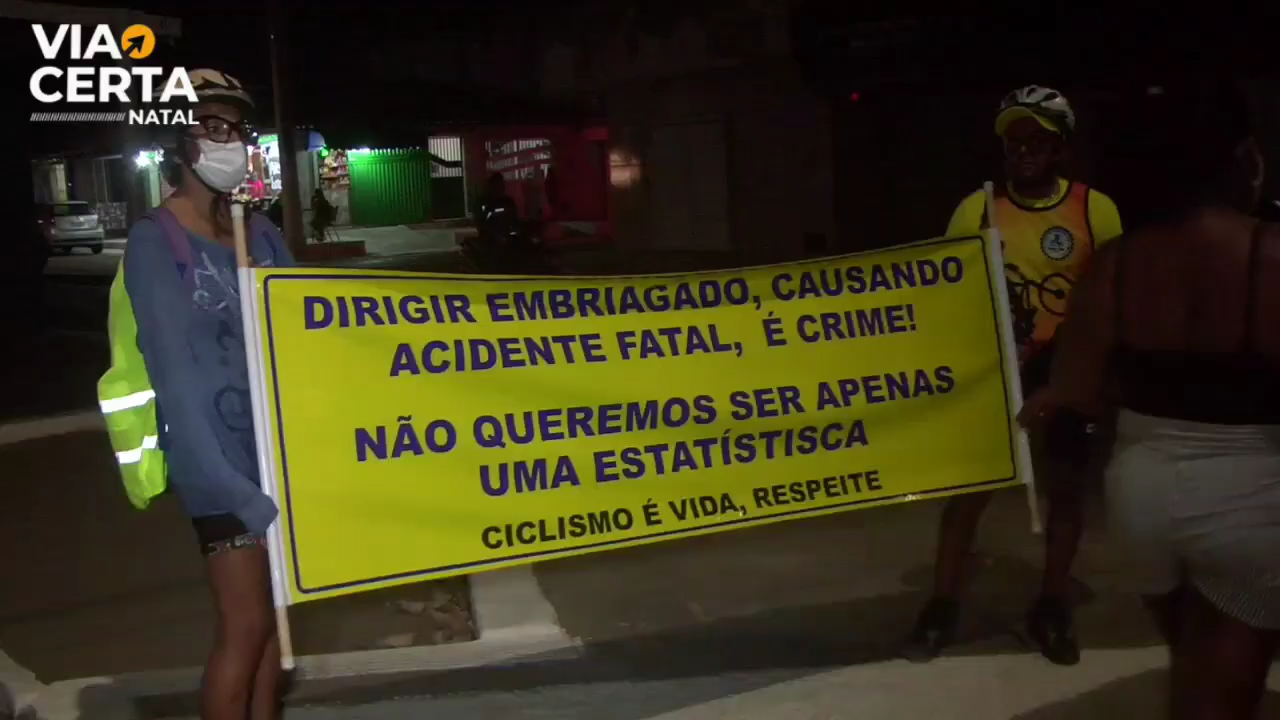 VIA
CERTA
NATAL
DIRIGIR EMBRIAGADO, CAUSANDO
ACIDENTE FATAL, É CRIME!
NÃO QUEREMOS SER APENAS
UMA ESTATÍSTISCA
CICLISMO É VIDA, RESPEITE